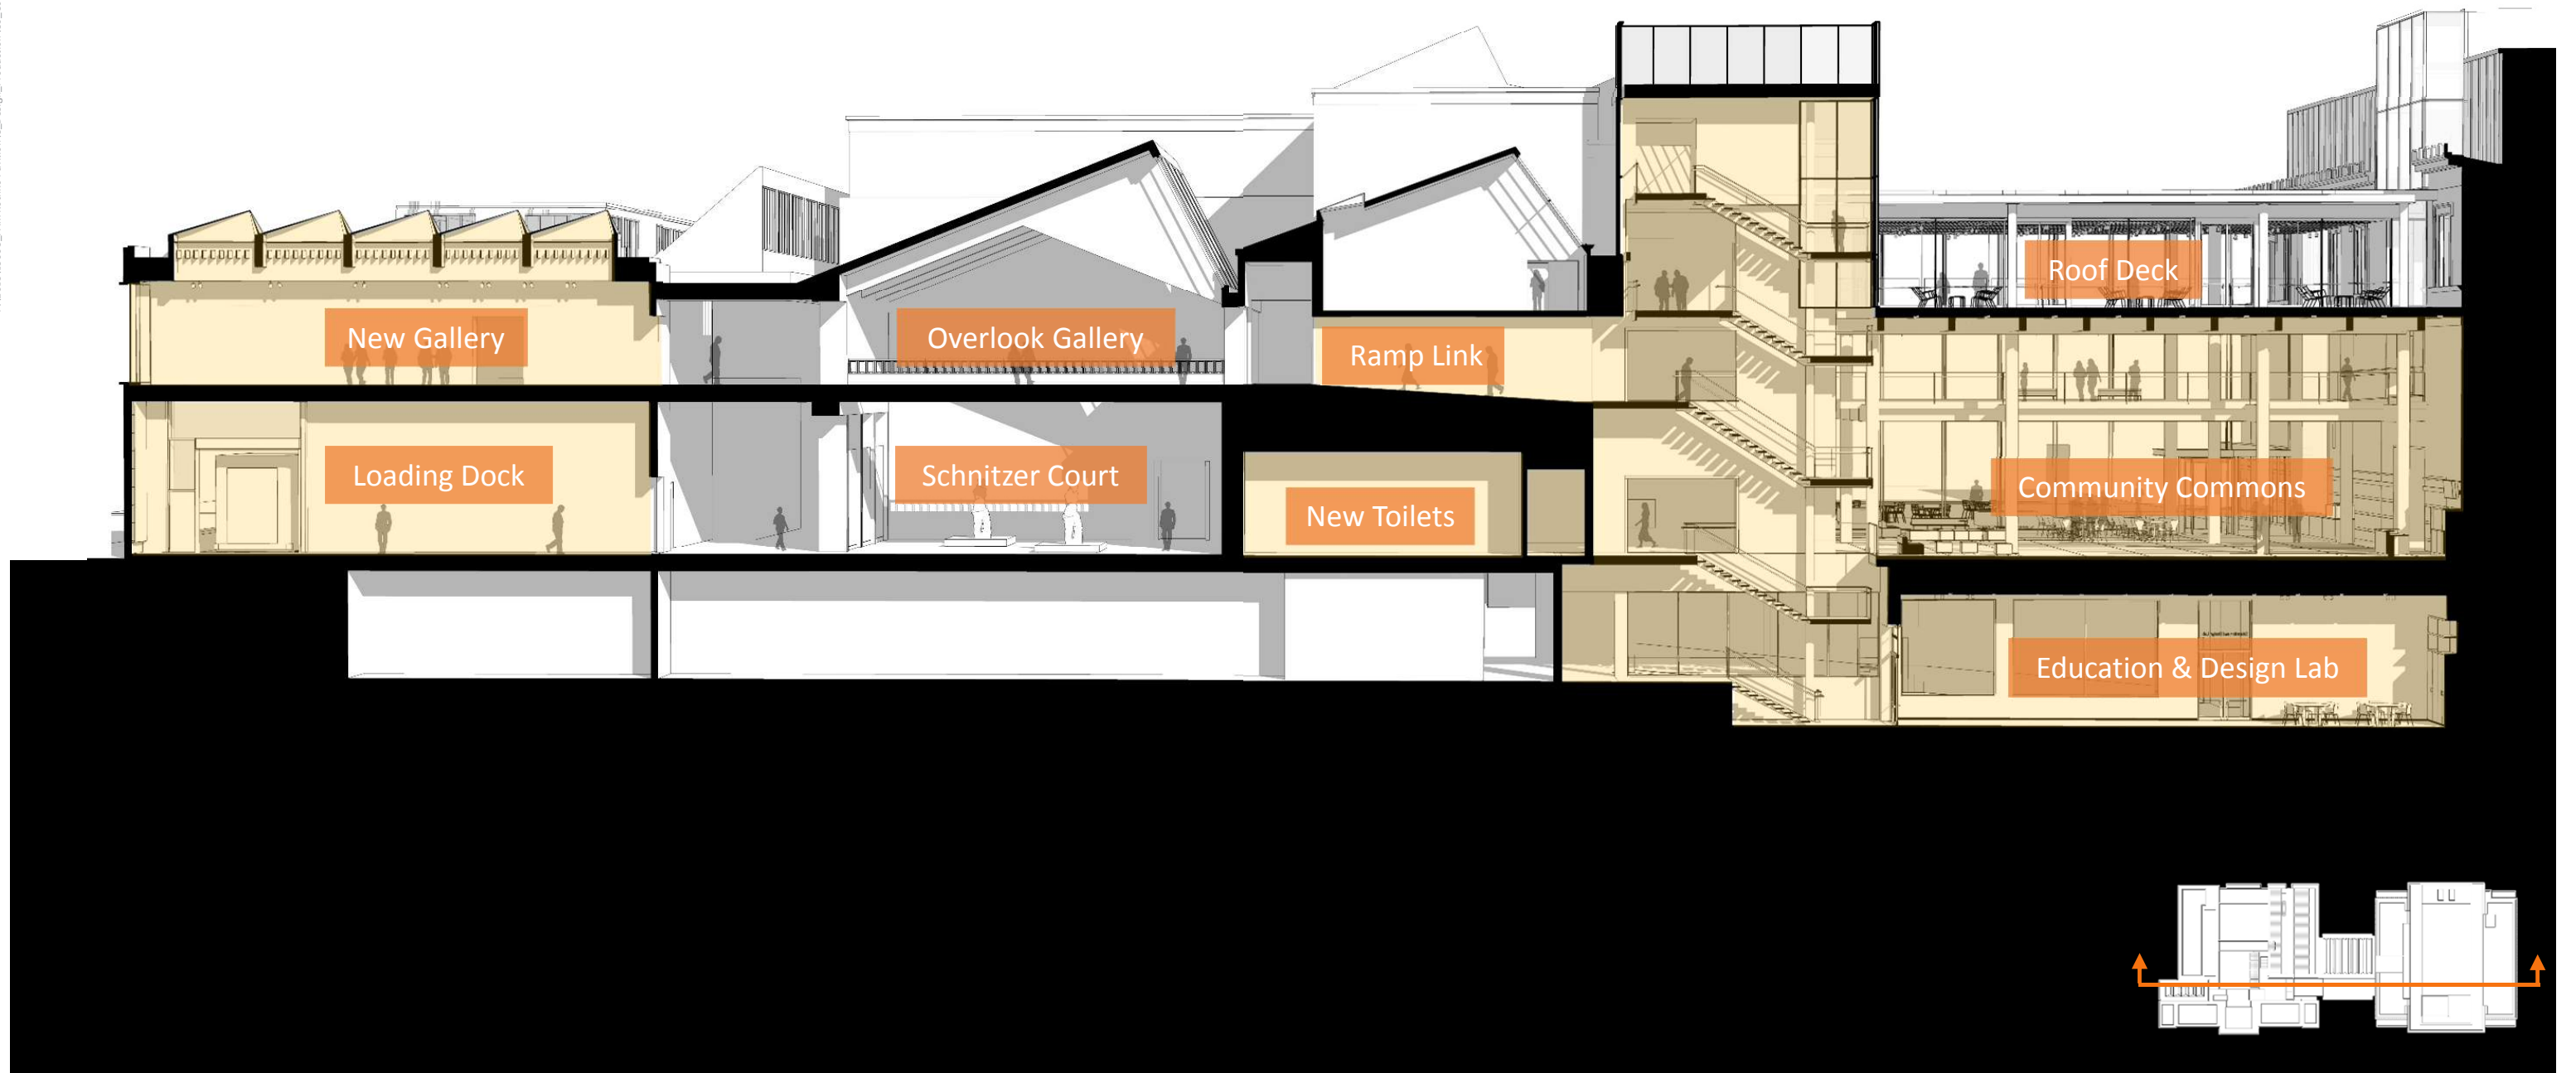 Roof Deck
New Gallery
Overlook Gallery
Ramp Link
Loading Dock
Schnitzer Court
Community Commons
New Toilets
Education & Design Lab